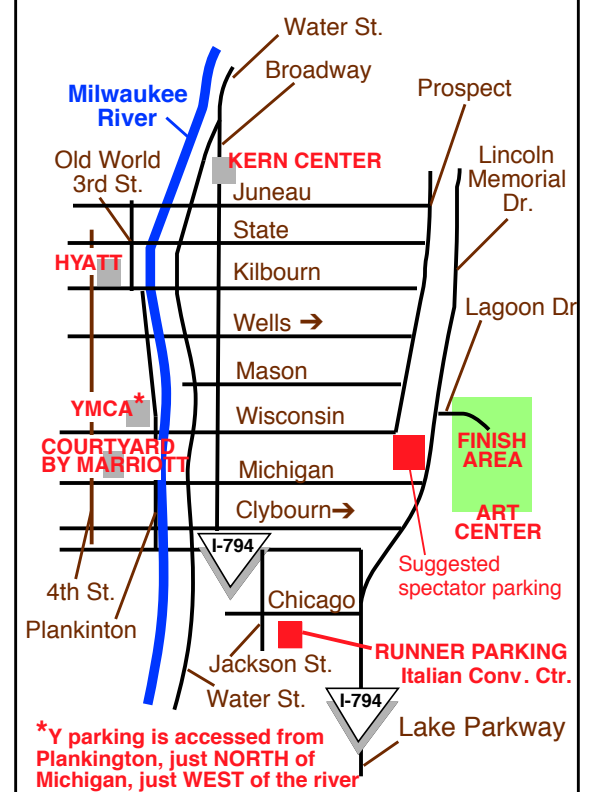 Water St.
Broadway
Prospect
Milwaukee
River
Old World
3rd St.
KERN CENTER
Lincoln
Memorial
Dr.
Juneau
State
HYATT
Kilbourn
Lagoon Dr
Wells →
Mason
YMCA*
Wisconsin
COURTYARD
BY MARRIOTT
FINISH
AREA
Michigan
Clybourn→
ART
CENTER
I-794
Suggested
spectator parking
4th St.
Chicago
Plankinton
RUNNER PARKING
Italian Conv. Ctr.
Jackson St.
Water St.
I-794
Lake Parkway
*Y parking is accessed from
Plankington, just NORTH of
Michigan, just WEST of the river